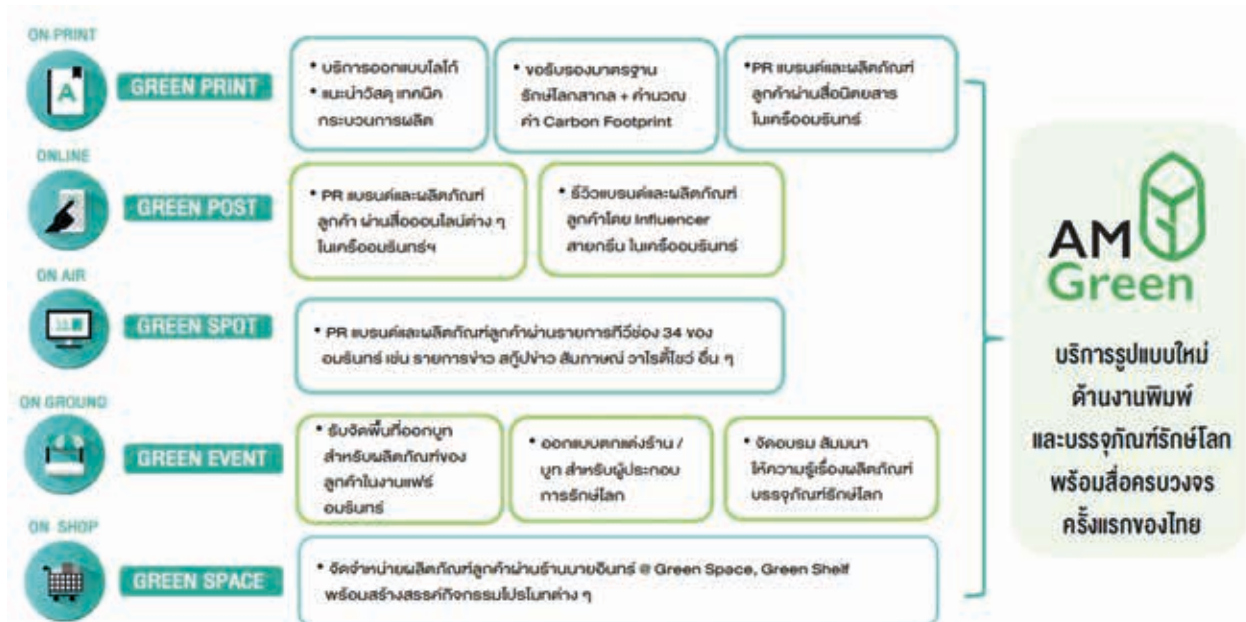 ON PRINT
GREEN PRINT
• บริการออกแบบโลโก้
• แนะนำวัสดุ เทคนิค
กระบวนการผลิต
• ขอรับรองมาตรฐาน
รักษ์โลกสากล + คำนวณ
ค่า Carbon Footprint
•PR แบรนด์และผลิตภัณฑ์
ลูกค้าผ่านสื่อนิตยสาร
ในเครืออมรินทร์
ONLINE
GREEN POST
• PR แบรนด์และผลิตภัณฑ์
ลูกค้า ผ่านสื่อออนไลน์ต่าง ๆ
ในเครืออมรินทร์ฯ
• รีวิวแบรนด์และผลิตภัณฑ์
ลูกค้าโดย Influencer
สายกรีน ในเครืออมรินทร์
ON AIR
GREEN SPOT
• PR แบรนด์และผลิตภัณฑ์ลูกค้าผ่านรายการทีวีช่อง 34 ของ
อมรินทร์ เช่น รายการข่าว สกู๊ปข่าว สัมภาษณ์ วาไรตี้โชว์ อื่น ๆ
ON GROUND
GREEN EVENT
• รับจัดพื้นที่ออกบูท
สำหรับผลิตภัณฑ์ของ
ลูกค้าในงานแฟร์
อมรินทร์
• ออกแบบตกแต่งร้าน /
บูท สำหรับผู้ประกอบ
การรักษ์โลก
• จัดอบรม สัมมนา
ให้ความรู้เรื่องผลิตภัณฑ์
บรรจุภัณฑ์รักษ์โลก
ON SHOP
GREEN SPACE
• จัดจำหน่ายผลิตภัณฑ์ลูกค้าผ่านร้านนายอินทร์ @ Green Space, Green Shelf
พร้อมสร้างสรรค์กิจกรรมโปรโมทต่าง ๆ
AM
Green
บริการรูปแบบใหม่
ด้านงานพิมพ์
และบรรจุภัณฑ์รักษ์โลก
พร้อมสื่อครบวงจร
ครั้งแรกของไทย